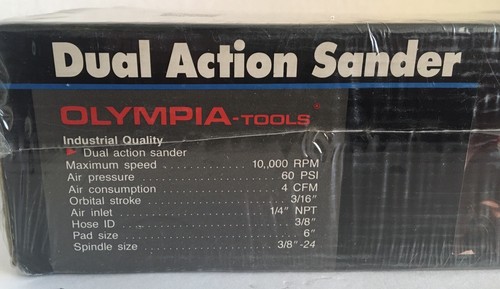 Dual Action Sander
OLYMPIA-TOOLS®
Industrial Quality
► Dual action sander
Maximum speed . . . . . . . . . . . . . . 10,000 RPM
Air pressure . . . . . . . . . . . . . . . . . . 60 PSI
Air consumption . . . . . . . . . . . . . . . 4 CFM
Orbital stroke . . . . . . . . . . . . . . . . . 3/16"
Air inlet . . . . . . . . . . . . . . . . . . 1/4" NPT
Hose ID . . . . . . . . . . . . . . . . . . . . . 3/8"
Pad size . . . . . . . . . . . . . . . . . . . . . 6"
Spindle size . . . . . . . . . . . . . . . . 3/8"-24